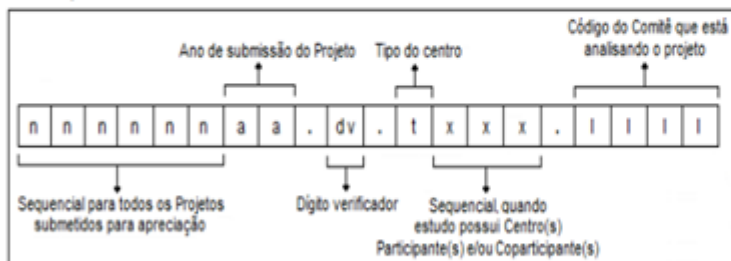 Código do Comitê que está
analisando o projeto
Ano de submissão do Projeto
Tipo do centro
n n n n n n a a . dv . t x x x . l l l l
Sequencial para todos os Projetos
submetidos para apreciação
Dígito verificador
Sequencial, quando
estudo possui Centro(s)
Participante(s) e/ou Coparticipante(s)